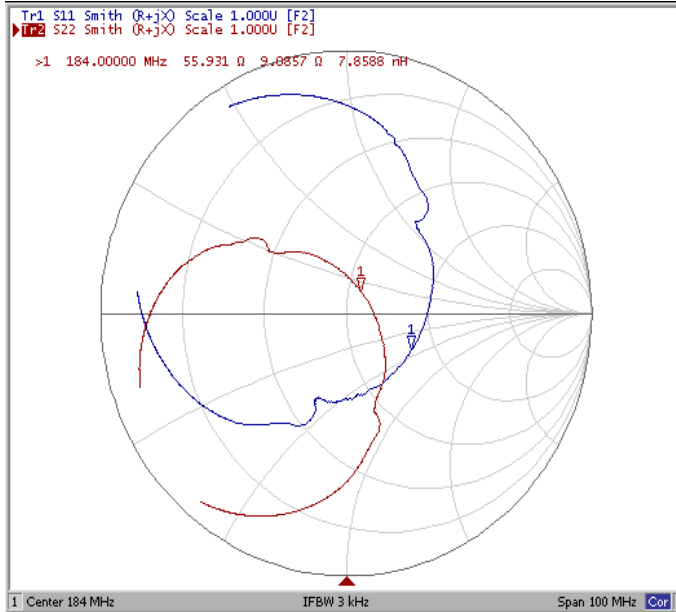 Tr1 S11 Smith (R+jX) Scale 1.000U [F2]
Tr2 S22 Smith (R+jX) Scale 1.000U [F2]
>1 184.00000 MHz 55.931 Ω 9.0857 Ω 7.8588 nH
1
1
1 Center 184 MHz IFBW 3 kHz Span 100 MHz Cor